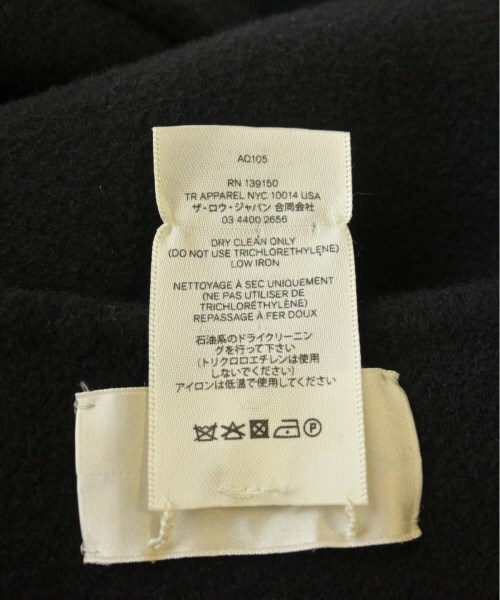 AO105
RN 139150
TR APPAREL NYC 10014 USA
ザ・ロウ・ジャパン 合同会社
03 4400 2656
DRY CLEAN ONLY
(DO NOT USE TRICHLORETHYLENE)
LOW IRON
NETTOYAGE À SEC UNIQUEMENT
(NE PAS UTILISER DE
TRICHLORÉTHYLÈNE)
REPASSAGE À FER DOUX
石油系のドライクリーニン
グを行って下さい
(トリクロロエチレンは使用
しないでください)
アイロンは低温で使用してください
P